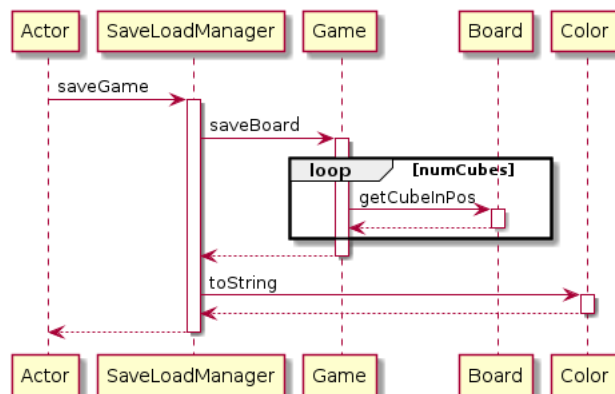 Actor SaveLoadManager Game Board Color
saveGame
saveBoard
loop [numCubes]
getCubeInPos
toString
Actor SaveLoadManager Game Board Color